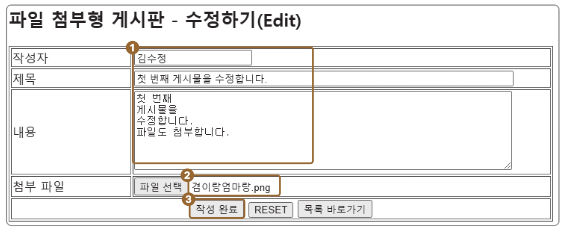 파일 첨부형 게시판 - 수정하기(Edit)
1
작성자 김수정
제목 첫 번째 게시물을 수정합니다.
내용 첫 번째
게시물을
수정합니다.
파일도 첨부합니다.
2
첨부 파일 파일 선택 겸이랑엄마랑.png
3
작성 완료 RESET 목록 바로가기